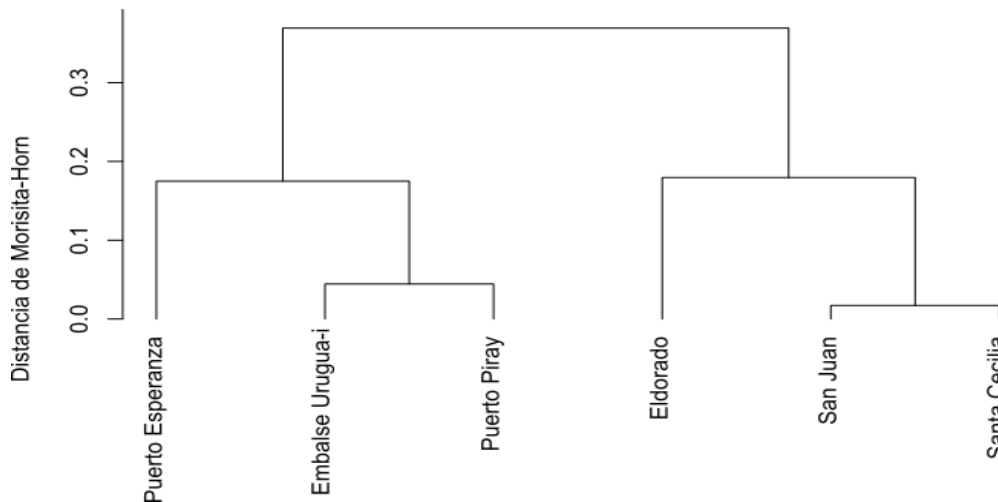 Distancia de Morisita-Horn
0.3
0.2
0.1
0.0
Puerto Esperanza
Embalse Urugua-i
Puerto Piray
Eldorado
San Juan
Santa Cecilia